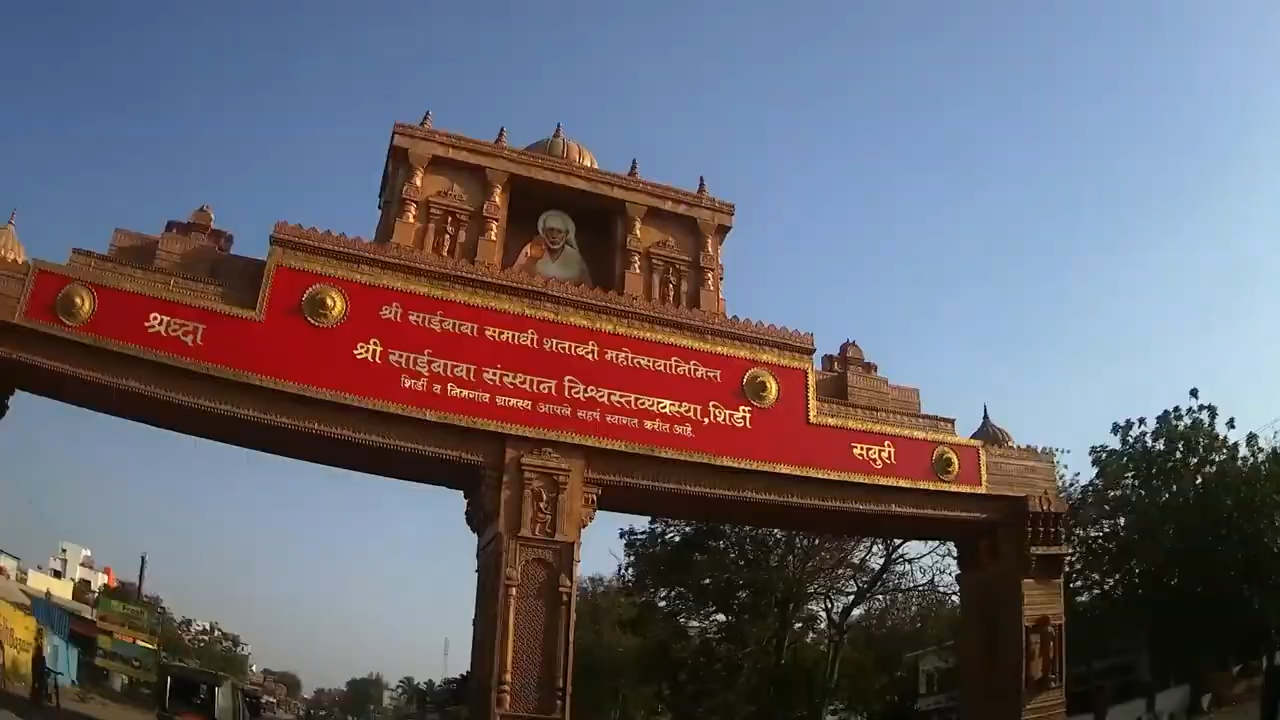 श्रध्दा
श्री साईबाबा समाधी शताब्दी महोत्सवानिमित्त
श्री साईबाबा संस्थान विश्वस्तव्यवस्था,शिर्डी
शिर्डी व निमगांव ग्रामस्थ आपले सहर्ष स्वागत करीत आहे.
सबुरी